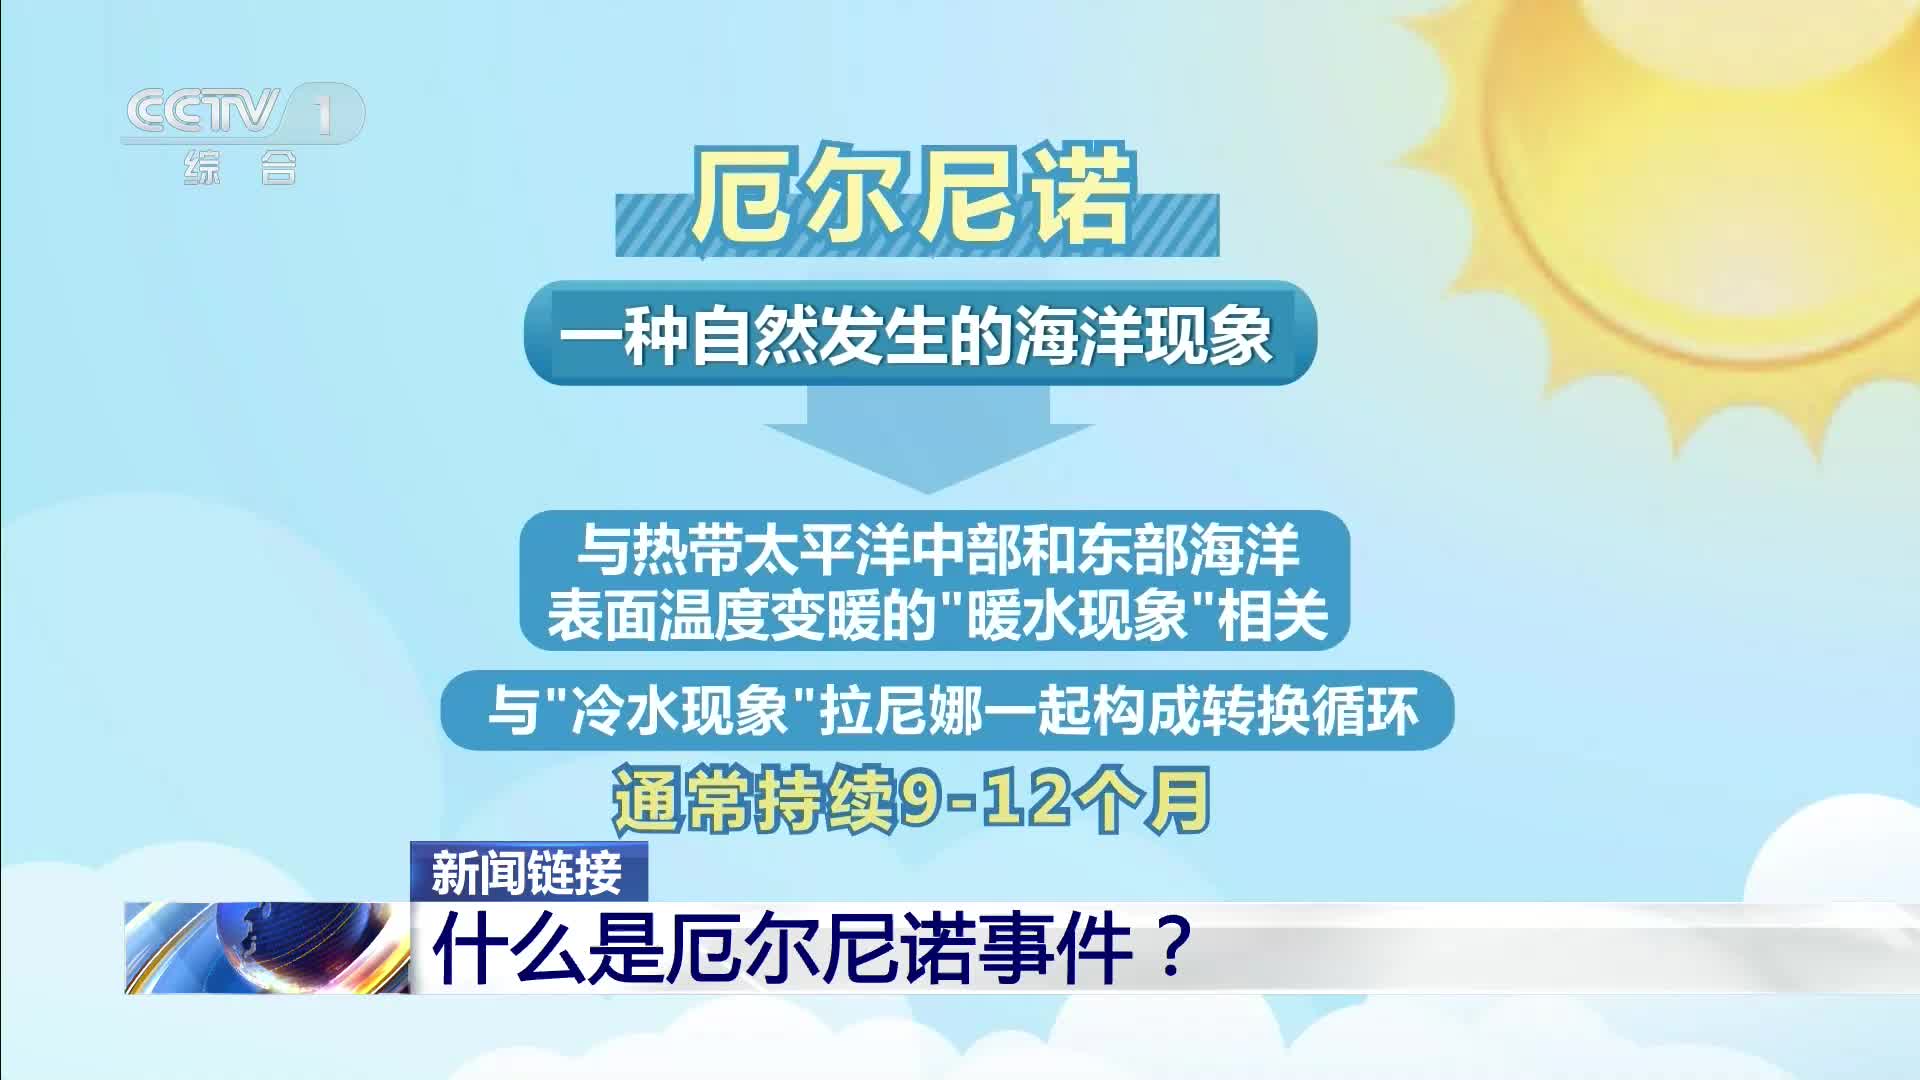 CCTV 1
综合
厄尔尼诺
一种自然发生的海洋现象
与热带太平洋中部和东部海洋
表面温度变暖的"暖水现象"相关
与"冷水现象"拉尼娜一起构成转换循环
通常持续9-12个月
新闻链接
什么是厄尔尼诺事件？